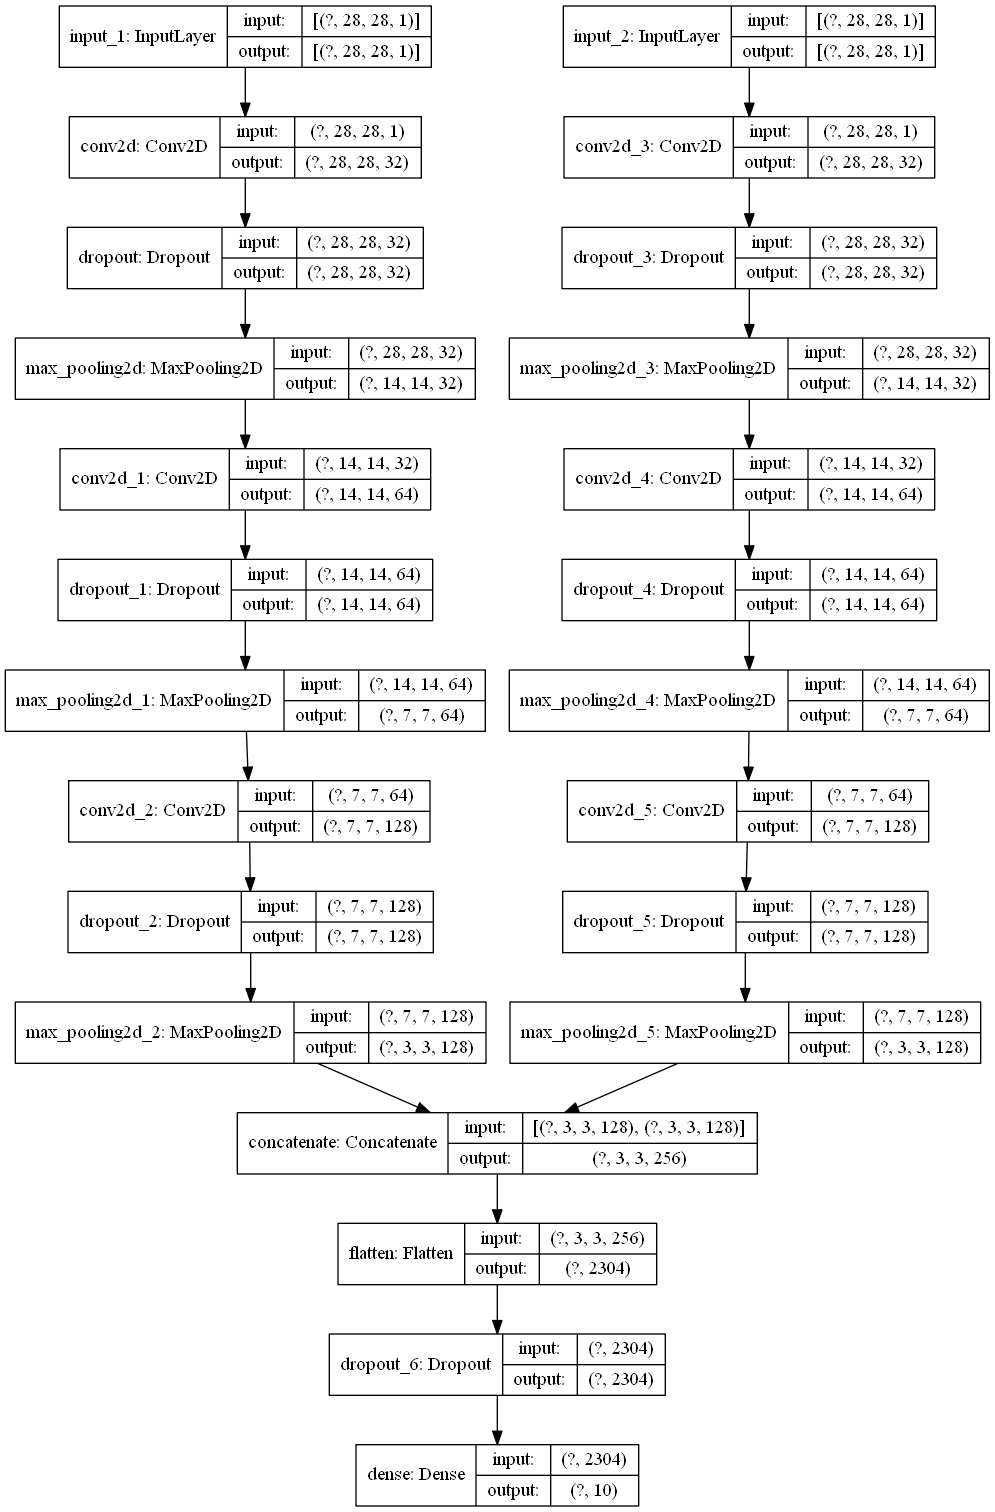 input_1: InputLayer
input: [(?, 28, 28, 1)]
output: [(?, 28, 28, 1)]
input_2: InputLayer
input: [(?, 28, 28, 1)]
output: [(?, 28, 28, 1)]
conv2d: Conv2D
input: (?, 28, 28, 1)
output: (?, 28, 28, 32)
conv2d_3: Conv2D
input: (?, 28, 28, 1)
output: (?, 28, 28, 32)
dropout: Dropout
input: (?, 28, 28, 32)
output: (?, 28, 28, 32)
dropout_3: Dropout
input: (?, 28, 28, 32)
output: (?, 28, 28, 32)
max_pooling2d: MaxPooling2D
input: (?, 28, 28, 32)
output: (?, 14, 14, 32)
max_pooling2d_3: MaxPooling2D
input: (?, 28, 28, 32)
output: (?, 14, 14, 32)
conv2d_1: Conv2D
input: (?, 14, 14, 32)
output: (?, 14, 14, 64)
conv2d_4: Conv2D
input: (?, 14, 14, 32)
output: (?, 14, 14, 64)
dropout_1: Dropout
input: (?, 14, 14, 64)
output: (?, 14, 14, 64)
dropout_4: Dropout
input: (?, 14, 14, 64)
output: (?, 14, 14, 64)
max_pooling2d_1: MaxPooling2D
input: (?, 14, 14, 64)
output: (?, 7, 7, 64)
max_pooling2d_4: MaxPooling2D
input: (?, 14, 14, 64)
output: (?, 7, 7, 64)
conv2d_2: Conv2D
input: (?, 7, 7, 64)
output: (?, 7, 7, 128)
conv2d_5: Conv2D
input: (?, 7, 7, 64)
output: (?, 7, 7, 128)
dropout_2: Dropout
input: (?, 7, 7, 128)
output: (?, 7, 7, 128)
dropout_5: Dropout
input: (?, 7, 7, 128)
output: (?, 7, 7, 128)
max_pooling2d_2: MaxPooling2D
input: (?, 7, 7, 128)
output: (?, 3, 3, 128)
max_pooling2d_5: MaxPooling2D
input: (?, 7, 7, 128)
output: (?, 3, 3, 128)
concatenate: Concatenate
input: [(?, 3, 3, 128), (?, 3, 3, 128)]
output: (?, 3, 3, 256)
flatten: Flatten
input: (?, 3, 3, 256)
output: (?, 2304)
dropout_6: Dropout
input: (?, 2304)
output: (?, 2304)
dense: Dense
input: (?, 2304)
output: (?, 10)